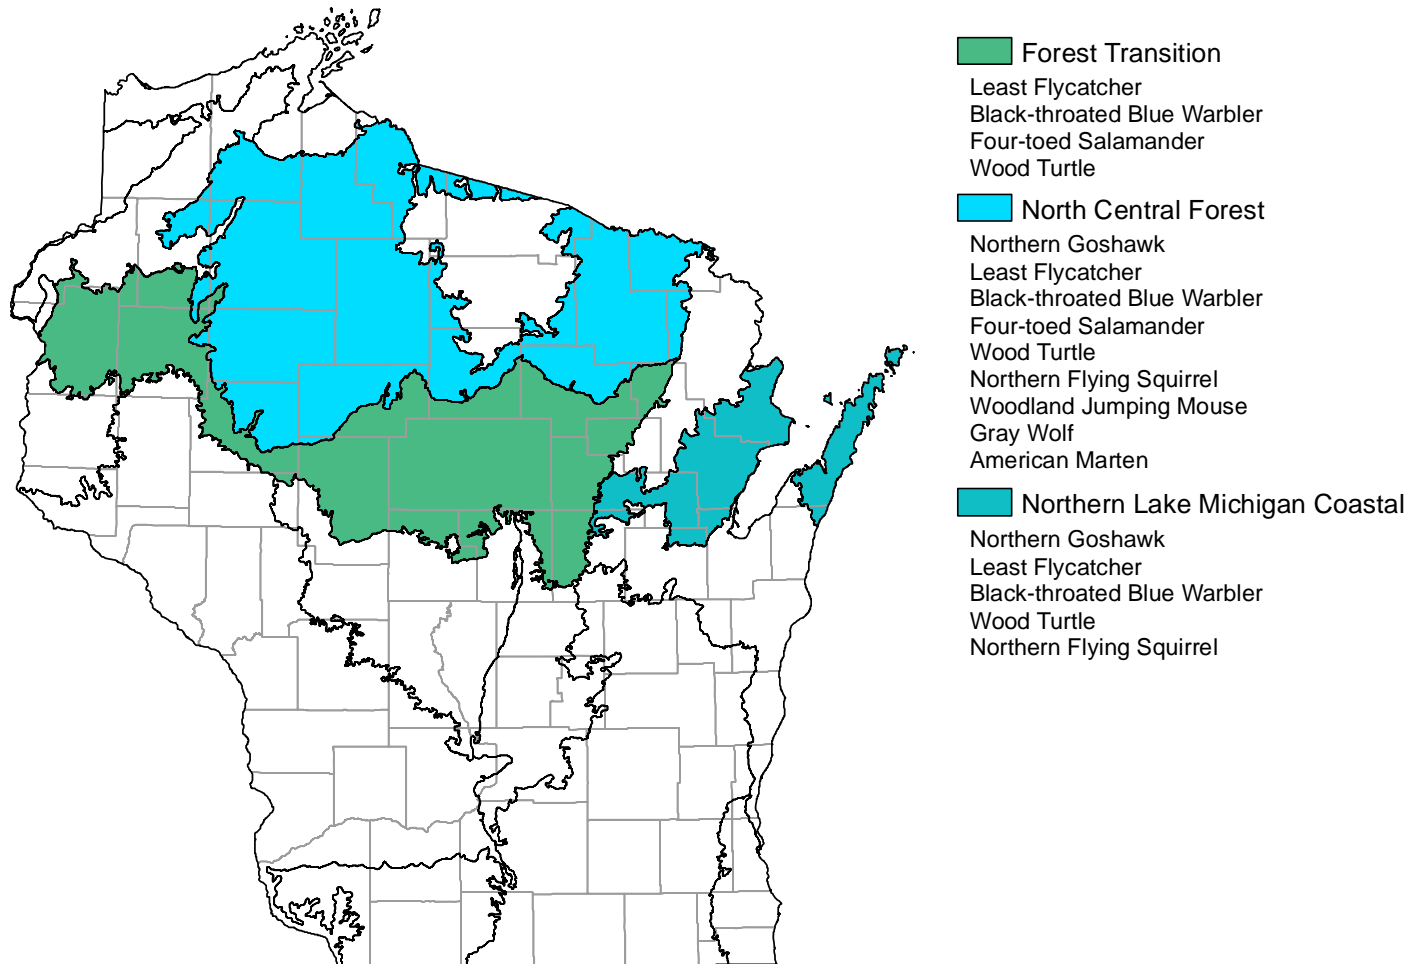 Forest Transition
Least Flycatcher
Black-throated Blue Warbler
Four-toed Salamander
Wood Turtle
North Central Forest
Northern Goshawk
Least Flycatcher
Black-throated Blue Warbler
Four-toed Salamander
Wood Turtle
Northern Flying Squirrel
Woodland Jumping Mouse
Gray Wolf
American Marten
Northern Lake Michigan Coastal
Northern Goshawk
Least Flycatcher
Black-throated Blue Warbler
Wood Turtle
Northern Flying Squirrel